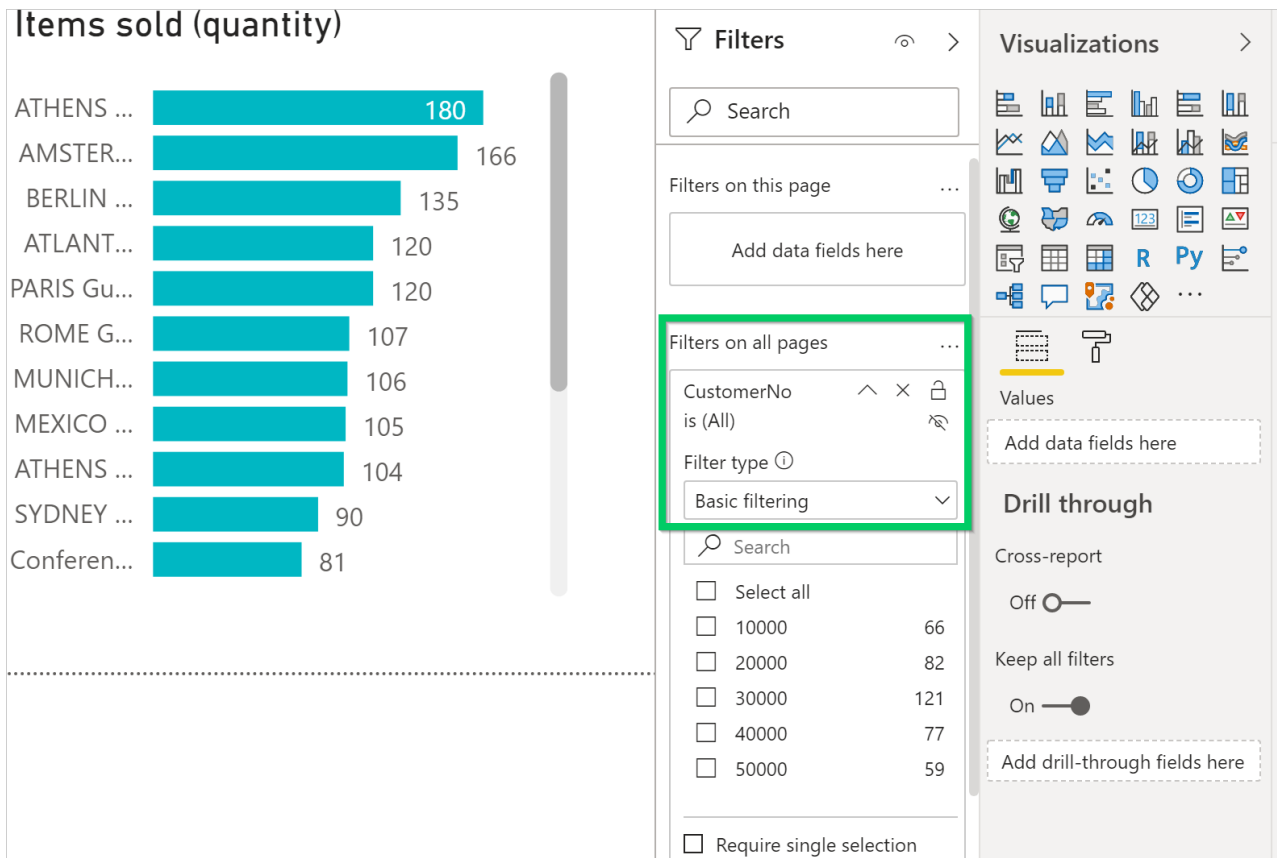 Items sold (quantity)
ATHENS ... 180
AMSTER... 166
BERLIN ... 135
ATLANT... 120
PARIS Gu... 120
ROME G... 107
MUNICH... 106
MEXICO ... 105
ATHENS ... 104
SYDNEY ... 90
Conferen... 81
Filters
Search
Filters on this page ...
Add data fields here
Filters on all pages ...
CustomerNo
is (All)
Filter type
Basic filtering
Search
Select all
10000 66
20000 82
30000 121
40000 77
50000 59
Require single selection
Visualizations
123
R Py
...
Values
Add data fields here
Drill through
Cross-report
Off
Keep all filters
On
Add drill-through fields here